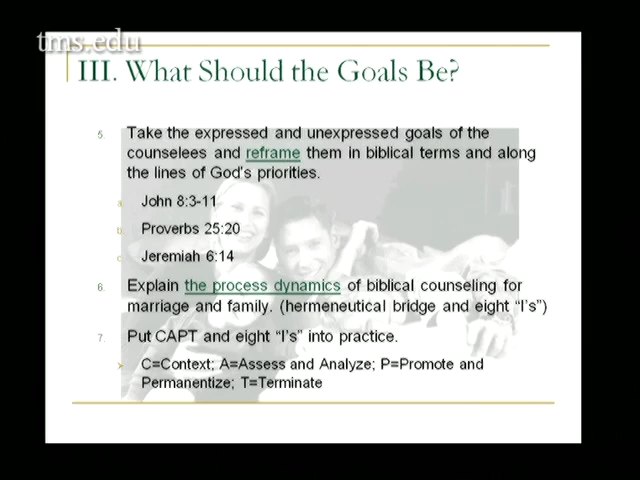 tms.edu
III. What Should the Goals Be?
5. Take the expressed and unexpressed goals of the
counselees and reframe them in biblical terms and along
the lines of God's priorities.
a. John 8:3-11
b. Proverbs 25:20
c. Jeremiah 6:14
6. Explain the process dynamics of biblical counseling for
marriage and family. (hermeneutical bridge and eight "I's")
7. Put CAPT and eight "I's" into practice.
➢ C=Context; A=Assess and Analyze; P=Promote and
Permanentize; T=Terminate